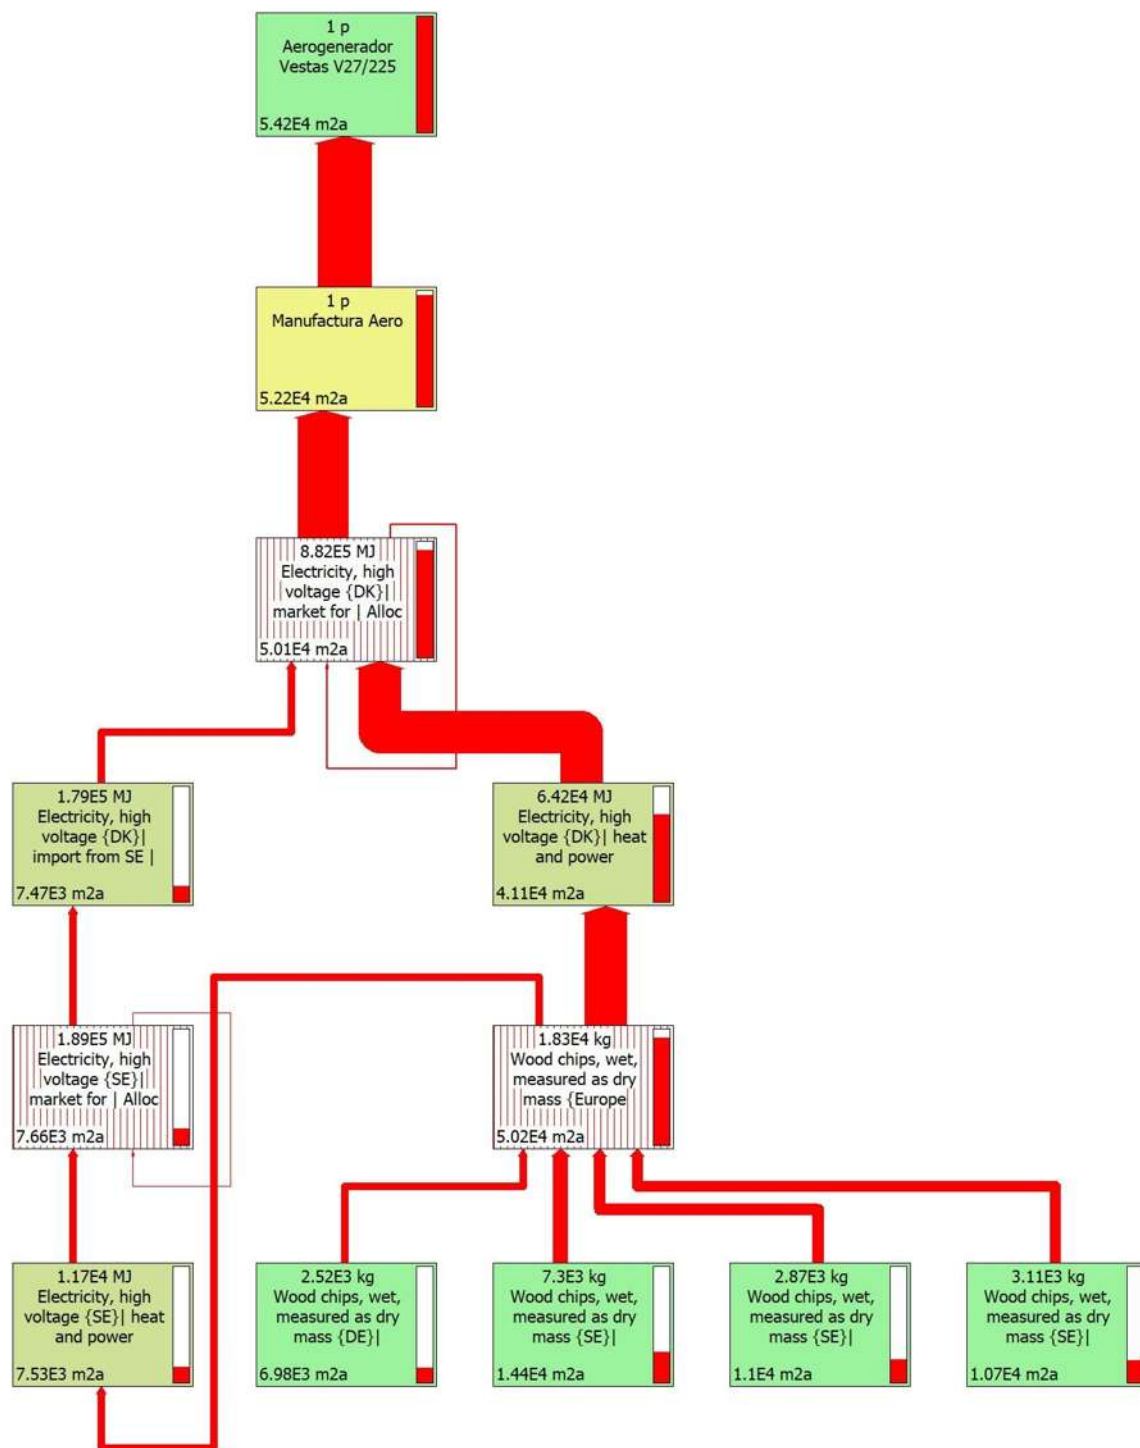 1 p
Aerogenerador
Vestas V27/225
5.42E4 m2a
1 p
Manufactura Aero
5.22E4 m2a
8.82E5 MJ
Electricity, high
voltage {DK}|
market for | Alloc
5.01E4 m2a
1.79E5 MJ
Electricity, high
voltage {DK}|
import from SE |
7.47E3 m2a
6.42E4 MJ
Electricity, high
voltage {DK}| heat
and power
4.11E4 m2a
1.89E5 MJ
Electricity, high
voltage {SE}|
market for | Alloc
7.66E3 m2a
1.83E4 kg
Wood chips, wet,
measured as dry
mass {Europe
5.02E4 m2a
1.17E4 MJ
Electricity, high
voltage {SE}| heat
and power
7.53E3 m2a
2.52E3 kg
Wood chips, wet,
measured as dry
mass {DE}|
6.98E3 m2a
7.3E3 kg
Wood chips, wet,
measured as dry
mass {SE}|
1.44E4 m2a
2.87E3 kg
Wood chips, wet,
measured as dry
mass {SE}|
1.1E4 m2a
3.11E3 kg
Wood chips, wet,
measured as dry
mass {SE}|
1.07E4 m2a